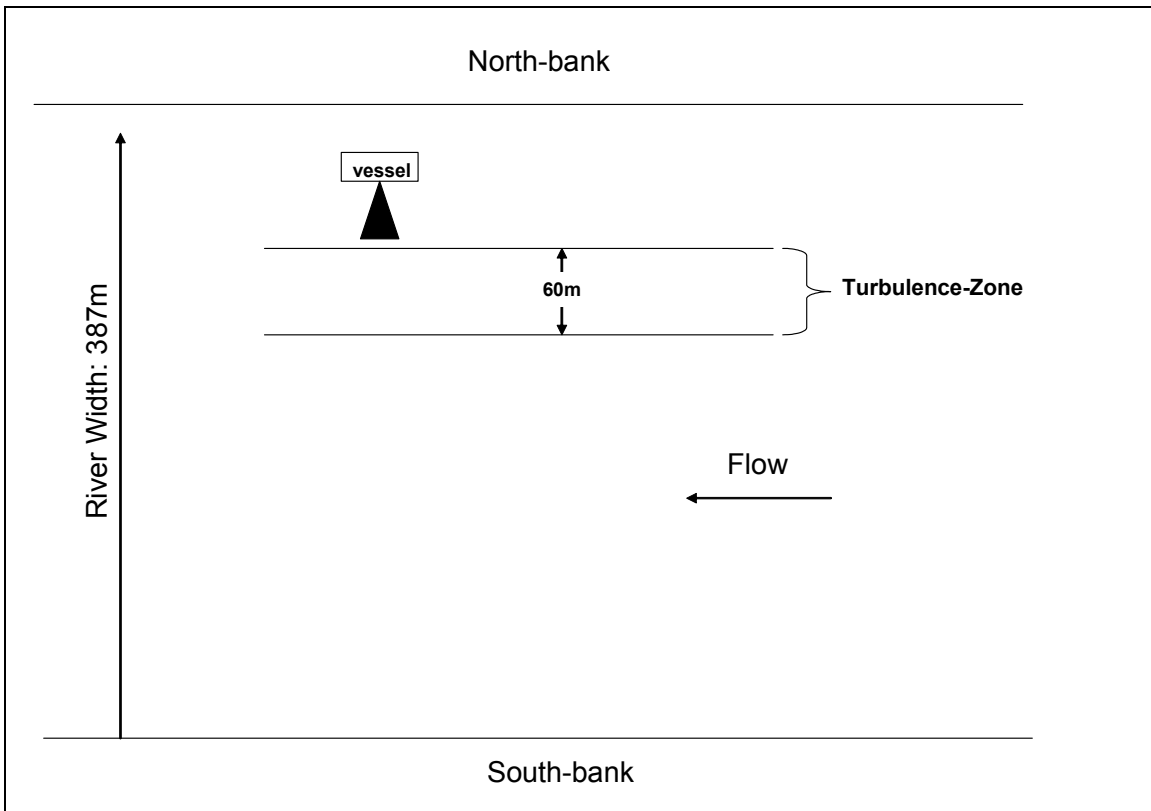 North-bank
vessel
60m
Turbulence-Zone
River Width: 387m
Flow
South-bank